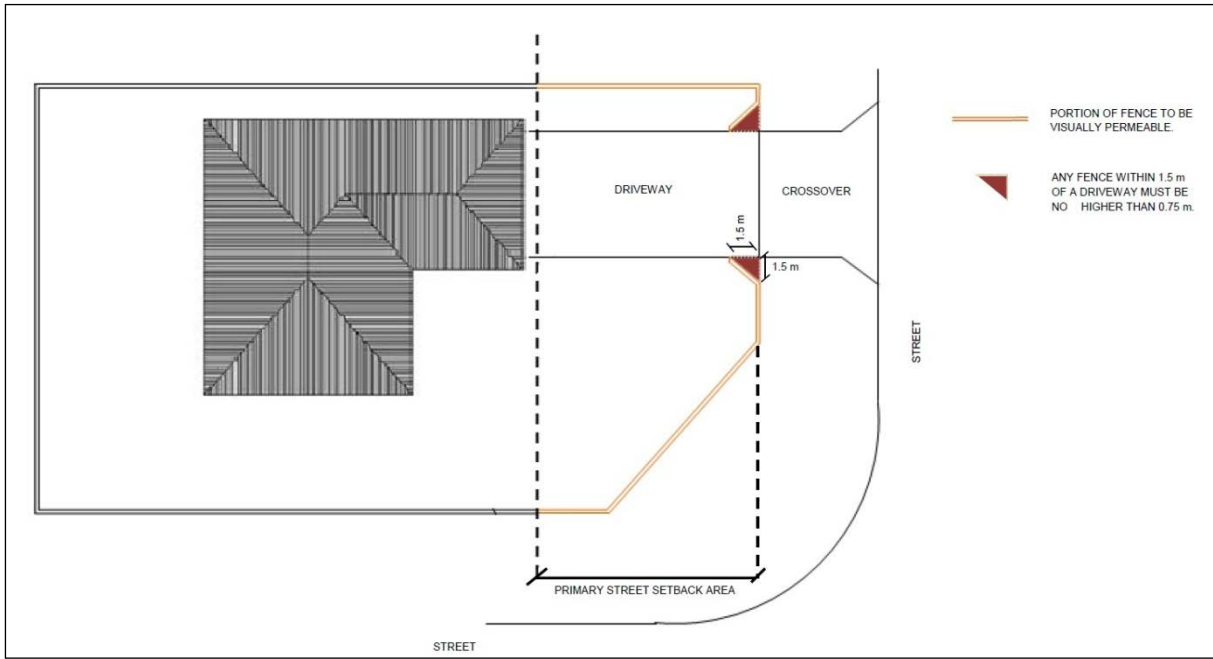 PORTION OF FENCE TO BE
VISUALLY PERMEABLE.
ANY FENCE WITHIN 1.5 m
OF A DRIVEWAY MUST BE
NO HIGHER THAN 0.75 m.
DRIVEWAY
CROSSOVER
1.5 m
1.5 m
STREET
PRIMARY STREET SETBACK AREA
STREET